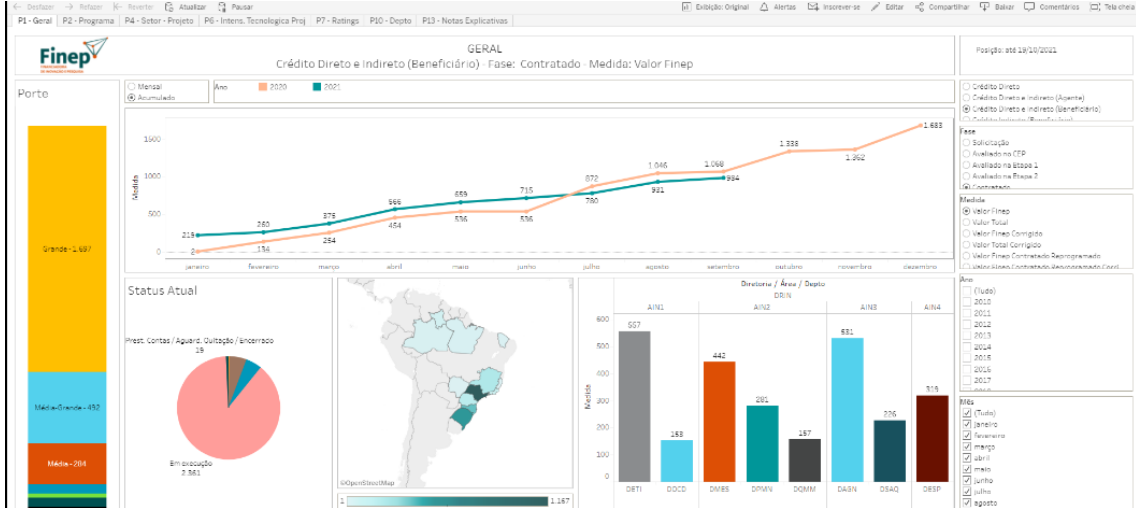 ← Desfazer → Refazer Reverter Atualizar Pausar Exibição: Original Alertas Inscrever-se Editar Compartilhar Baixar Comentários Tela cheia
P1 - Geral P2 - Programa P4 - Setor - Projeto P6 - Intens. Tecnologica Proj P7 - Ratings P10 - Depto P13 - Notas Explicativas
Finep
GERAL
Crédito Direto e Indireto (Beneficiário) - Fase: Contratado - Medida: Valor Finep
Posição: até 19/10/2021
Porte
Grande - 1.697
Média-Grande - 492
Média - 284
Mensal
Acumulado
Ano 2020 2021
Medida
1500
1000
500
0
215 260 375 566 659 715 780 931 984
2 134 254 454 536 536 872 1.046 1.068 1.338 1.362 1.683
janeiro fevereiro março abril maio junho julho agosto setembro outubro novembro dezembro
Status Atual
Prest. Contas / Aguard. Quitação / Encerrado
19
Em execução
2.361
©OpenStreetMap
1 1.167
Diretoria / Área / Depto
DRIN
AIN1 AIN2 AIN3 AIN4
Medida
600
500
400
300
200
100
0
557 153 442 281 157 531 226 319
DETI DOCD DMBS DPMN DQMM DAGN DSAQ DESP
Crédito Direto
Crédito Direto e Indireto (Agente)
Crédito Direto e Indireto (Beneficiário)
Fase
Solicitação
Avaliado no CEP
Avaliado na Etapa 1
Avaliado na Etapa 2
Contratado
Medida
Valor Finep
Valor Total
Valor Finep Corrigido
Valor Total Corrigido
Valor Finep Contratado Reprogramado
Valor Finep Contratado Reprogramado Corri
Ano
(Tudo)
2010
2011
2012
2013
2014
2015
2016
2017
Mês
(Tudo)
janeiro
fevereiro
março
abril
maio
junho
julho
agosto